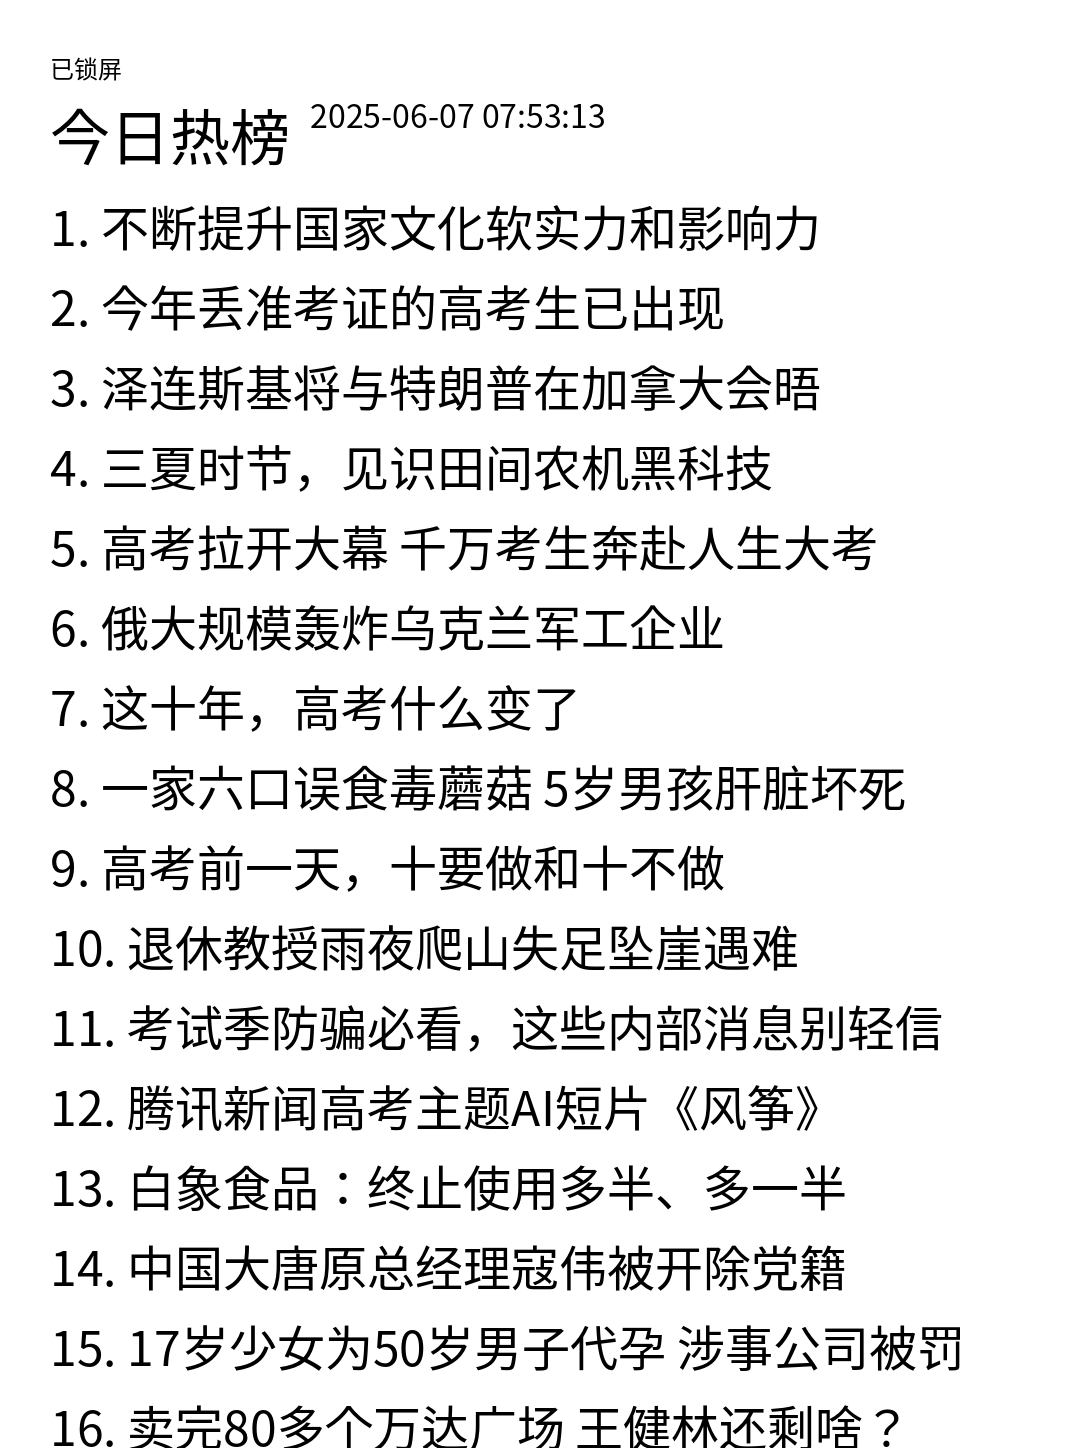 已锁屏
今日热榜 2025-06-07 07:53:13
1. 不断提升国家文化软实力和影响力
2. 今年丢准考证的高考生已出现
3. 泽连斯基将与特朗普在加拿大会晤
4. 三夏时节，见识田间农机黑科技
5. 高考拉开大幕 千万考生奔赴人生大考
6. 俄大规模轰炸乌克兰军工企业
7. 这十年，高考什么变了
8. 一家六口误食毒蘑菇 5岁男孩肝脏坏死
9. 高考前一天，十要做和十不做
10. 退休教授雨夜爬山失足坠崖遇难
11. 考试季防骗必看，这些内部消息别轻信
12. 腾讯新闻高考主题AI短片《风筝》
13. 白象食品：终止使用多半、多一半
14. 中国大唐原总经理寇伟被开除党籍
15. 17岁少女为50岁男子代孕 涉事公司被罚
16. 卖完80多个万达广场 王健林还剩啥？